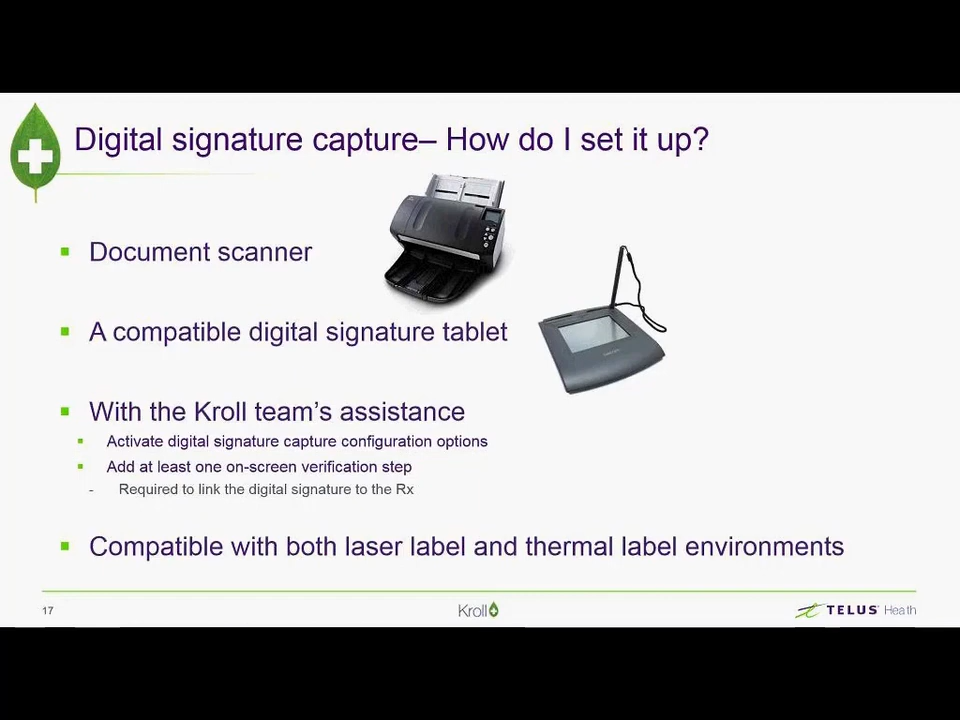 Digital signature capture– How do I set it up?
▪ Document scanner
▪ A compatible digital signature tablet
▪ With the Kroll team's assistance
▪ Activate digital signature capture configuration options
▪ Add at least one on-screen verification step
- Required to link the digital signature to the Rx
▪ Compatible with both laser label and thermal label environments
17
Kroll
TELUS Health